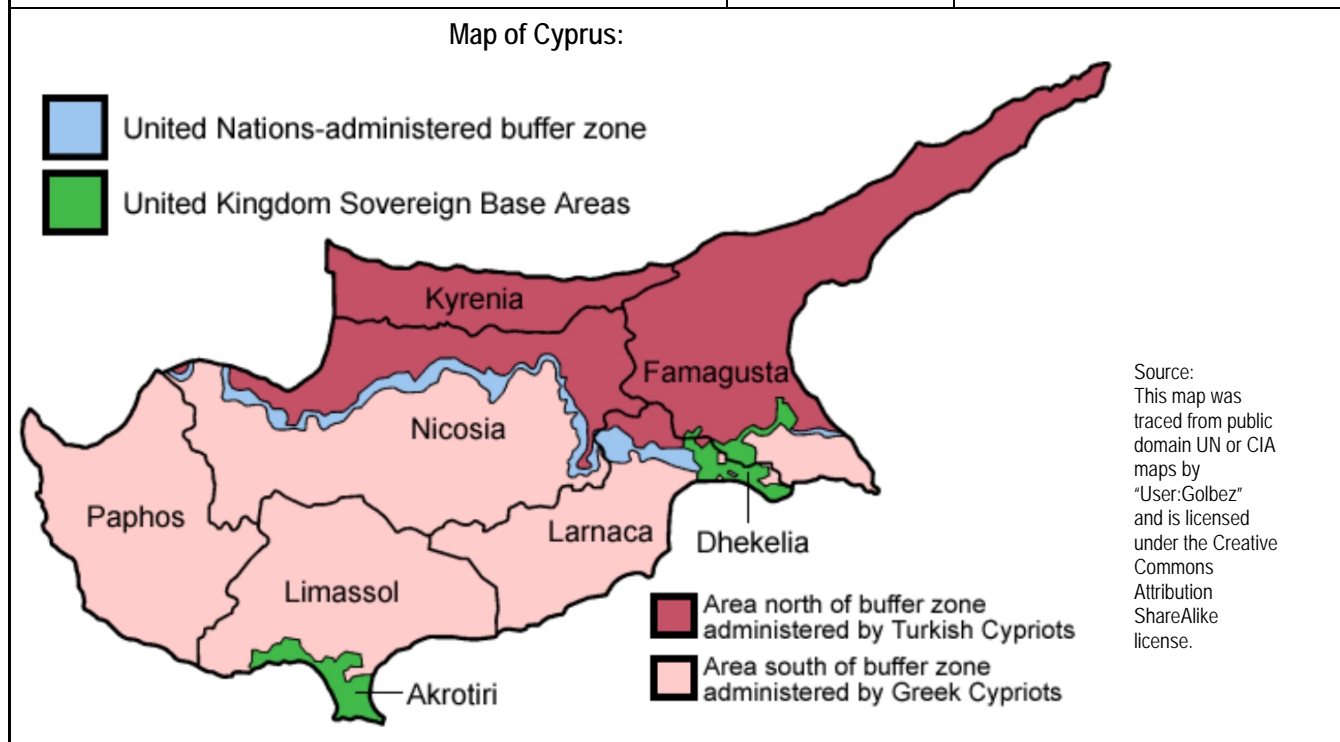 Map of Cyprus:
United Nations-administered buffer zone
United Kingdom Sovereign Base Areas
Kyrenia
Famagusta
Nicosia
Paphos
Larnaca
Dhekelia
Limassol
Akrotiri
Area north of buffer zone
administered by Turkish Cypriots
Area south of buffer zone
administered by Greek Cypriots
Source:
This map was
traced from public
domain UN or CIA
maps by
“User:Golbez”
and is licensed
under the Creative
Commons
Attribution
ShareAlike
license.